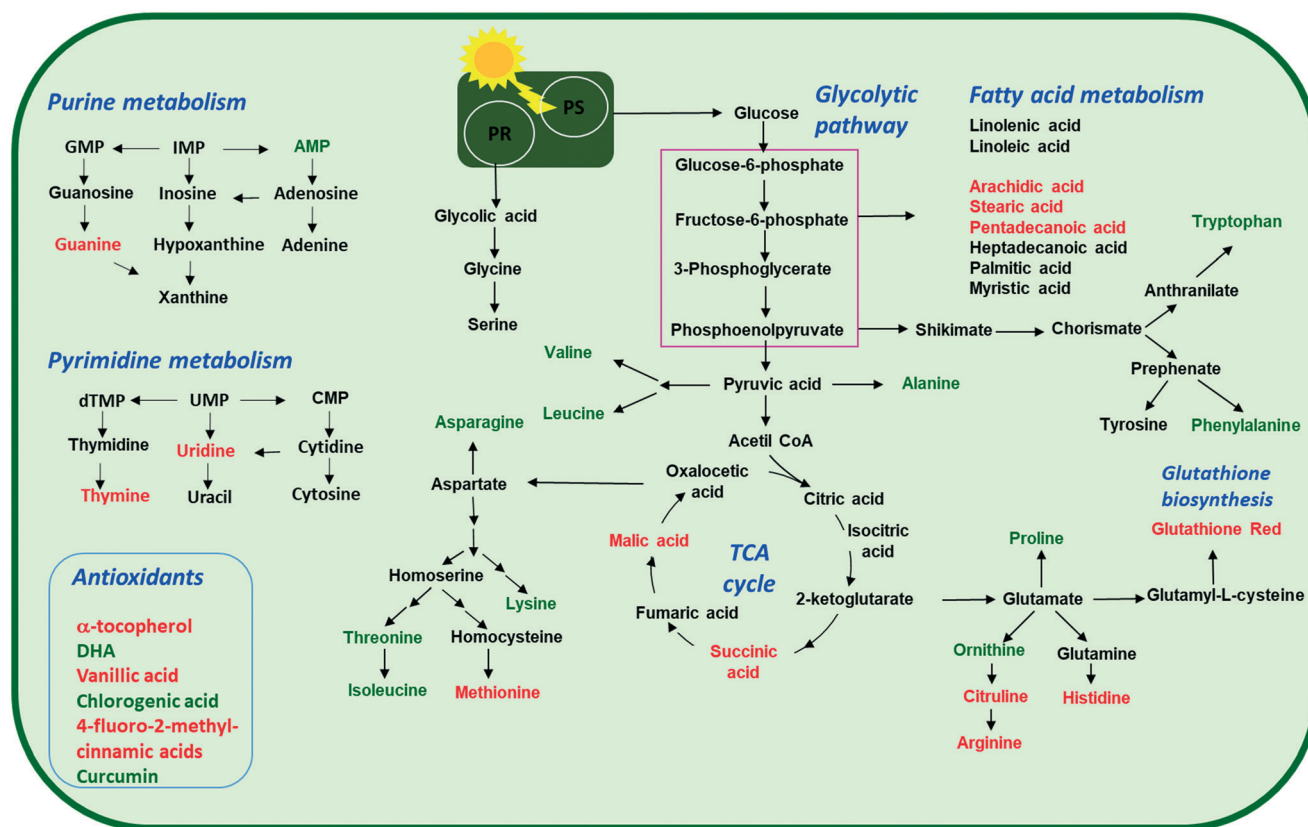 PS
PR
Purine metabolism
GMP
IMP
AMP
Guanosine
Inosine
Adenosine
Guanine
Hypoxanthine
Adenine
Xanthine
Pyrimidine metabolism
dTMP
UMP
CMP
Thymidine
Uridine
Cytidine
Thymine
Uracil
Cytosine
Antioxidants
α-tocopherol
DHA
Vanillic acid
Chlorogenic acid
4-fluoro-2-methyl-
cinnamic acids
Curcumin
Glycolic acid
Glycine
Serine
Glycolytic
pathway
Glucose
Glucose-6-phosphate
Fructose-6-phosphate
3-Phosphoglycerate
Phosphoenolpyruvate
Fatty acid metabolism
Linolenic acid
Linoleic acid
Arachidic acid
Stearic acid
Pentadecanoic acid
Heptadecanoic acid
Palmitic acid
Myristic acid
Shikimate
Chorismate
Anthranilate
Tryptophan
Prephenate
Tyrosine
Phenylalanine
Valine
Leucine
Pyruvic acid
Alanine
Acetil CoA
Asparagine
Aspartate
Homoserine
Lysine
Threonine
Homocysteine
Isoleucine
Methionine
TCA
cycle
Oxalocetic
acid
Citric acid
Isocitric
acid
2-ketoglutarate
Succinic
acid
Fumaric acid
Malic acid
Glutamate
Proline
Ornithine
Glutamine
Citruline
Histidine
Arginine
Glutathione
biosynthesis
Glutathione Red
Glutamyl-L-cysteine